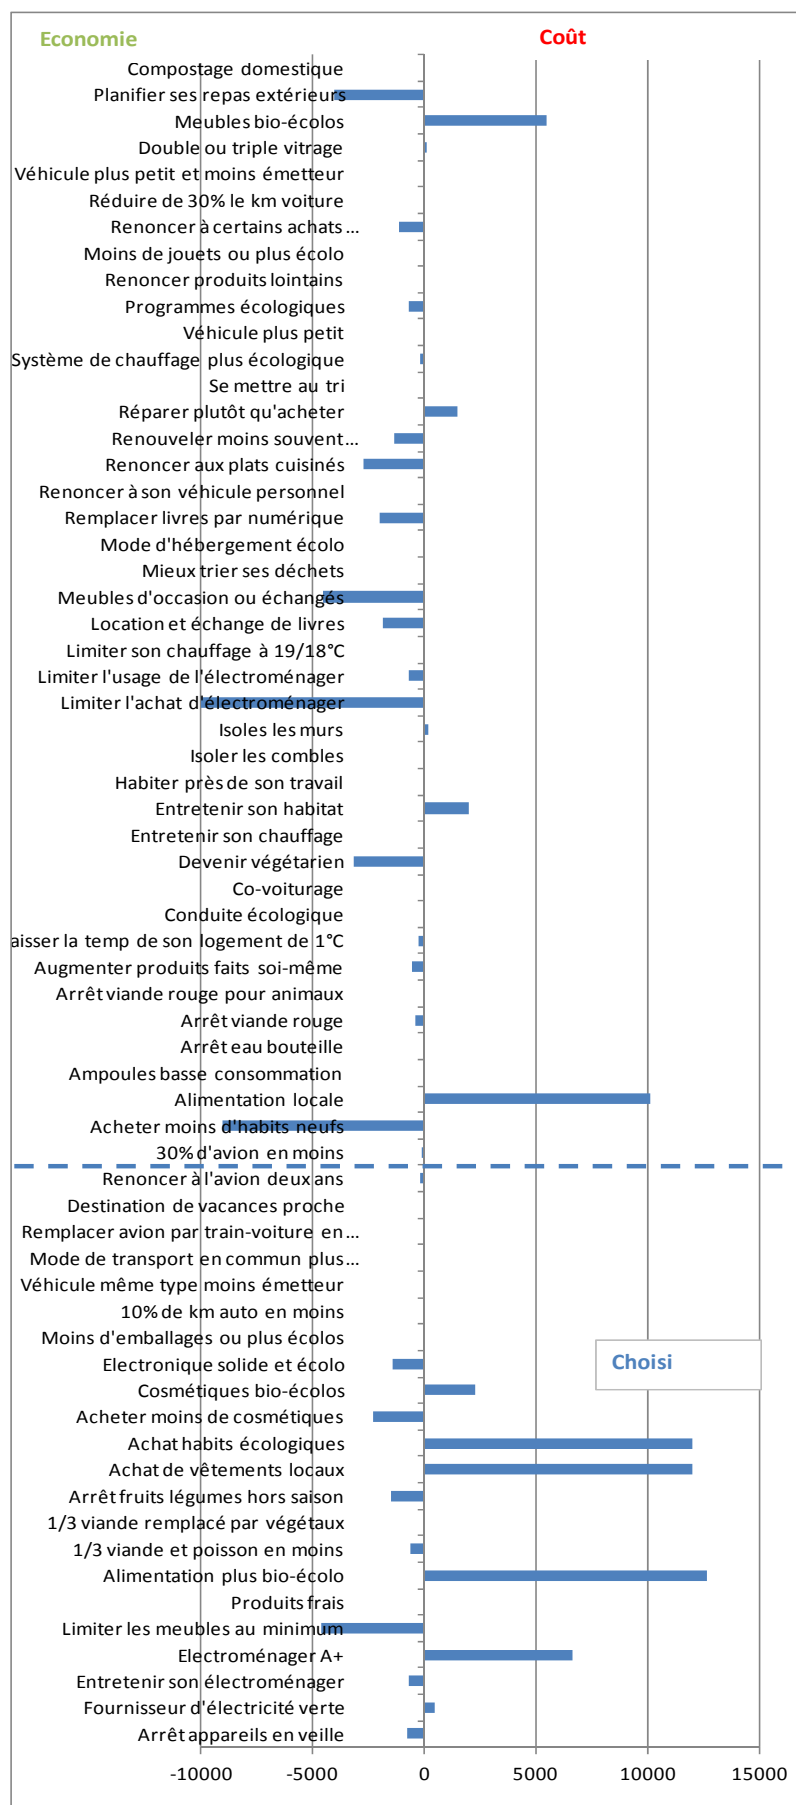 Economie Coût
Compostage domestique
Planifier ses repas extérieurs
Meubles bio-écolos
Double ou triple vitrage
Véhicule plus petit et moins émetteur
Réduire de 30% le km voiture
Renoncer à certains achats ...
Moins de jouets ou plus écolo
Renoncer produits lointains
Programmes écologiques
Véhicule plus petit
Système de chauffage plus écologique
Se mettre au tri
Réparer plutôt qu'acheter
Renouveler moins souvent ...
Renoncer aux plats cuisinés
Renoncer à son véhicule personnel
Remplacer livres par numérique
Mode d'hébergement écolo
Mieux trier ses déchets
Meubles d'occasion ou échangés
Location et échange de livres
Limiter son chauffage à 19/18°C
Limiter l'usage de l'électroménager
Limiter l'achat d'électroménager
Isoles les murs
Isoler les combles
Habiter près de son travail
Entretenir son habitat
Entretenir son chauffage
Devenir végétarien
Co-voiturage
Conduite écologique
aisser la temp de son logement de 1°C
Augmenter produits faits soi-même
Arrêt viande rouge pour animaux
Arrêt viande rouge
Arrêt eau bouteille
Ampoules basse consommation
Alimentation locale
Acheter moins d'habits neufs
30% d'avion en moins
Renoncer à l'avion deux ans
Destination de vacances proche
Remplacer avion par train-voiture en ...
Mode de transport en commun plus ...
Véhicule même type moins émetteur
10% de km auto en moins
Moins d'emballages ou plus écolos
Electronique solide et écolo
Choisi
Cosmétiques bio-écolos
Acheter moins de cosmétiques
Achat habits écologiques
Achat de vêtements locaux
Arrêt fruits légumes hors saison
1/3 viande remplacé par végétaux
1/3 viande et poisson en moins
Alimentation plus bio-écolo
Produits frais
Limiter les meubles au minimum
Electroménager A+
Entretenir son électroménager
Fournisseur d'électricité verte
Arrêt appareils en veille
-10000 -5000 0 5000 10000 15000